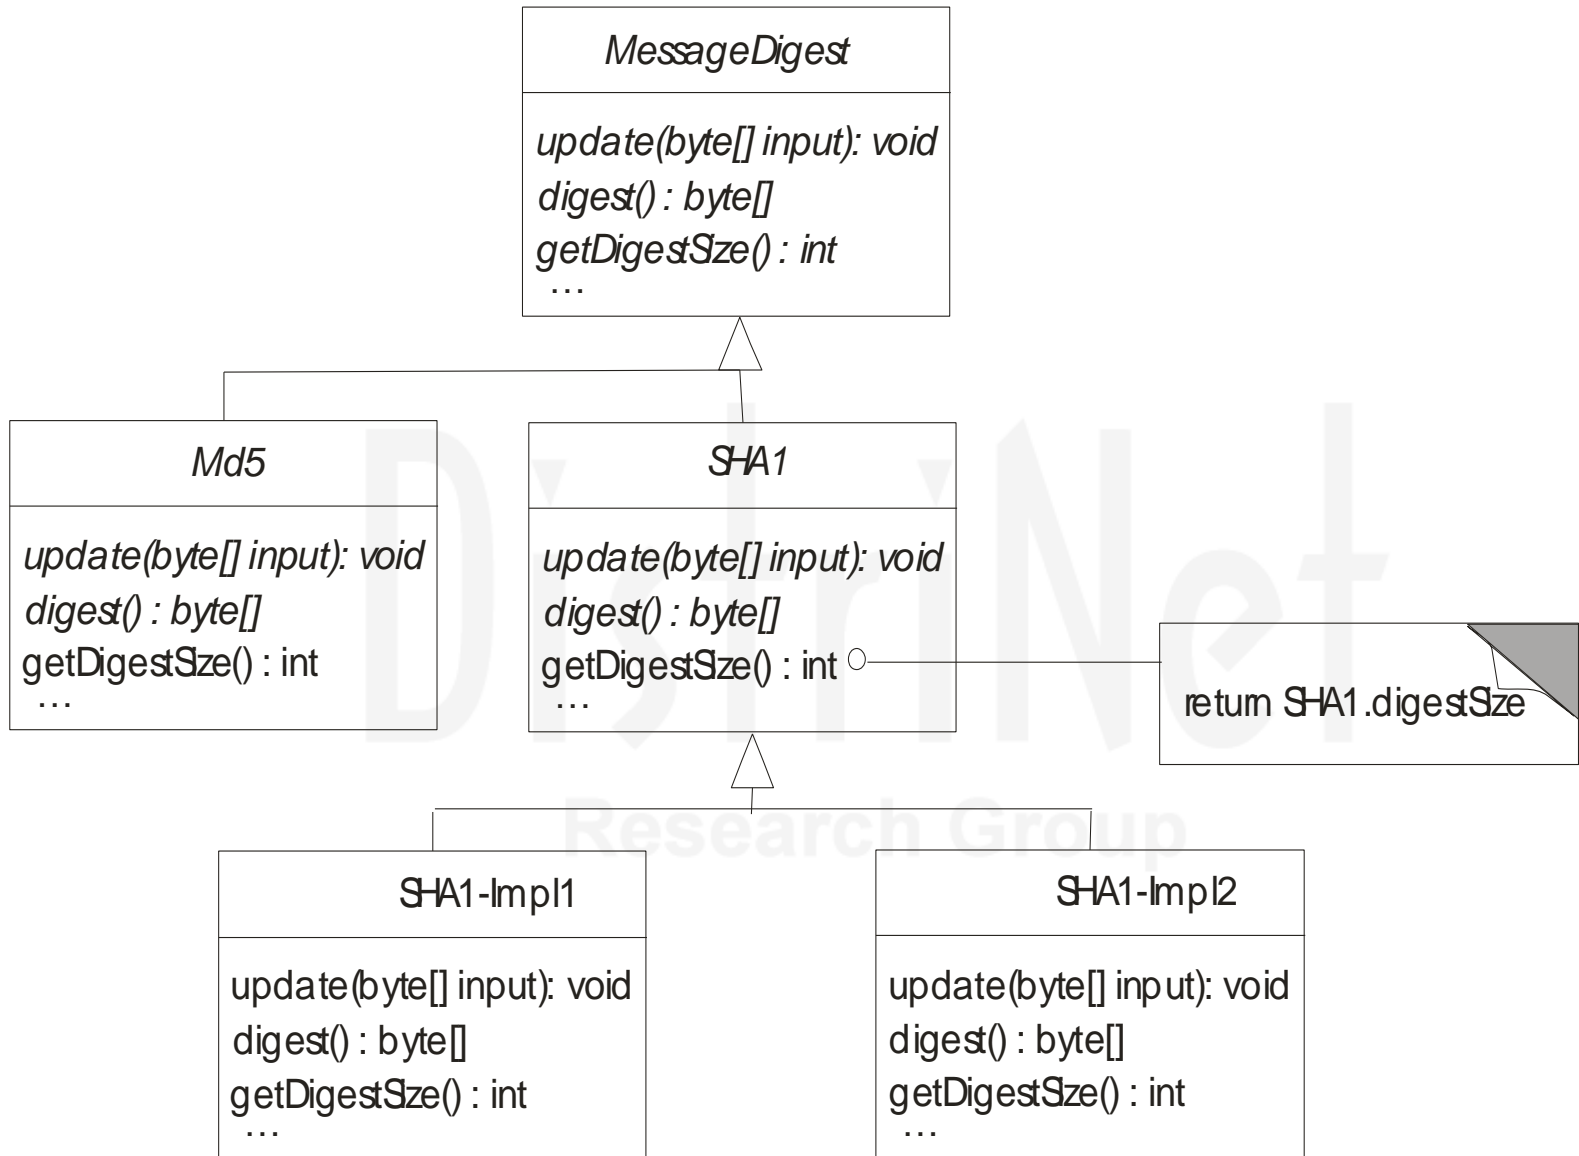 MessageDigest
update(byte[] input): void
digest() : byte[]
getDigestSize() : int
...
Md5
update(byte[] input): void
digest() : byte[]
getDigestSize() : int
...
SHA1
update(byte[] input): void
digest() : byte[]
getDigestSize() : int
...
return SHA1.digestSize
SHA1-Impl1
update(byte[] input): void
digest() : byte[]
getDigestSize() : int
...
SHA1-Impl2
update(byte[] input): void
digest() : byte[]
getDigestSize() : int
...
DistriNet
Research Group